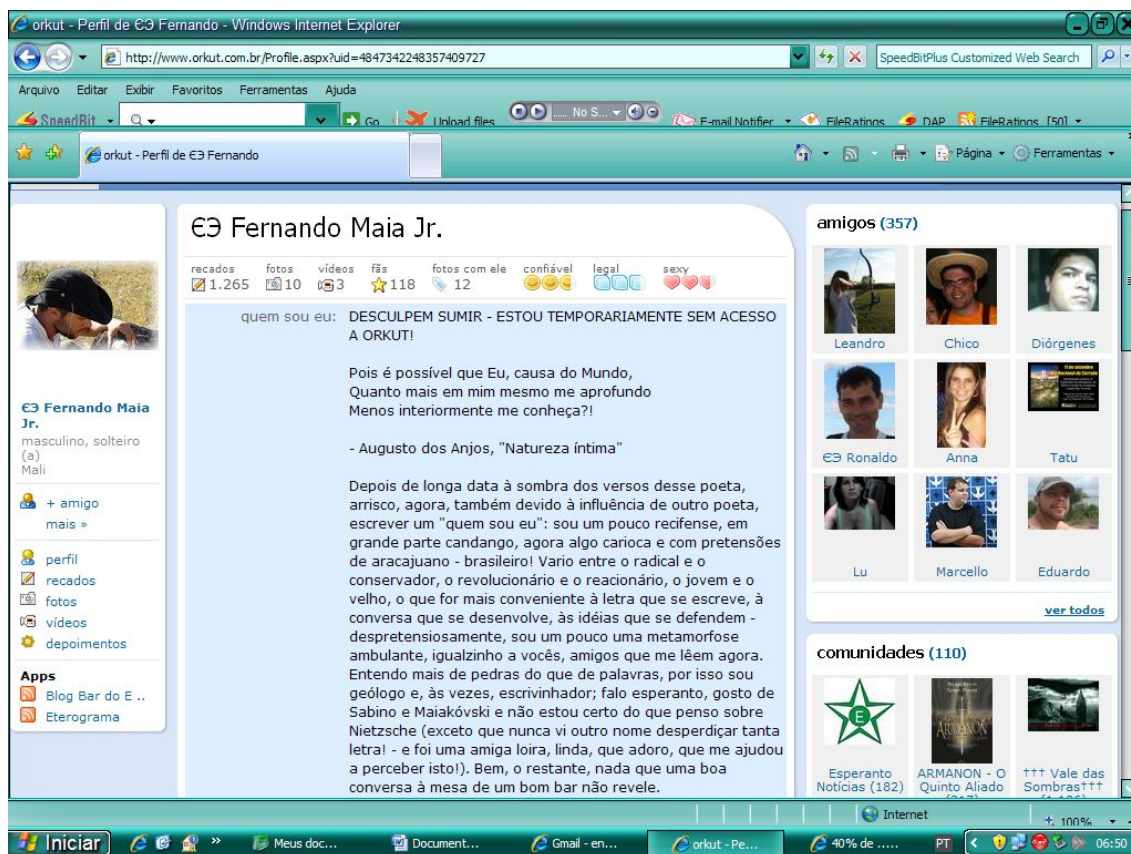 orkut - Perfil de ЄЭ Fernando - Windows Internet Explorer
http://www.orkut.com.br/Profile.aspx?uid=4847342248357409727
SpeedBitPlus Customized Web Search
Arquivo Editar Exibir Favoritos Ferramentas Ajuda
SpeedBit Go Upload files ..... No S... E-mail Notifier FileRatings DAP FileRatings [50]
orkut - Perfil de ЄЭ Fernando
Página Ferramentas
ЄЭ Fernando Maia Jr.
recados fotos vídeos fãs fotos com ele confiável legal sexy
1.265 10 3 118 12
quem sou eu: DESCULPEM SUMIR - ESTOU TEMPORARIAMENTE SEM ACESSO
A ORKUT!
Pois é possível que Eu, causa do Mundo,
Quanto mais em mim mesmo me aprofundo
Menos interiormente me conheça?!
- Augusto dos Anjos, "Natureza íntima"
Depois de longa data à sombra dos versos desse poeta,
arrisco, agora, também devido à influência de outro poeta,
escrever um "quem sou eu": sou um pouco recifense, em
grande parte candango, agora algo carioca e com pretensões
de aracajuano - brasileiro! Vario entre o radical e o
conservador, o revolucionário e o reacionário, o jovem e o
velho, o que for mais conveniente à letra que se escreve, à
conversa que se desenvolve, às idéias que se defendem -
despretensiosamente, sou um pouco uma metamorfose
ambulante, igualzinho a vocês, amigos que me lêem agora.
Entendo mais de pedras do que de palavras, por isso sou
geólogo e, às vezes, escrivinhador; falo esperanto, gosto de
Sabino e Maiakóvski e não estou certo do que penso sobre
Nietzsche (exceto que nunca vi outro nome desperdiçar tanta
letra! - e foi uma amiga loira, linda, que adoro, que me ajudou
a perceber isto!). Bem, o restante, nada que uma boa
conversa à mesa de um bom bar não revele.
ЄЭ Fernando Maia
Jr.
masculino, solteiro
(a)
Mali
+ amigo
mais »
perfil
recados
fotos
vídeos
depoimentos
Apps
Blog Bar do E ..
Eterograma
amigos (357)
Leandro Chico Diórgenes
11 de setembro
ЄЭ Ronaldo Anna Tatu
Lu Marcello Eduardo
ver todos
comunidades (110)
E
ARMANON
Esperanto ARMANON - O ††† Vale das
Notícias (182) Quinto Aliado Sombras†††
Internet 100%
Iniciar » Meus doc... Document... Gmail - en... orkut - Pe... 40% de ..... PT 06:50